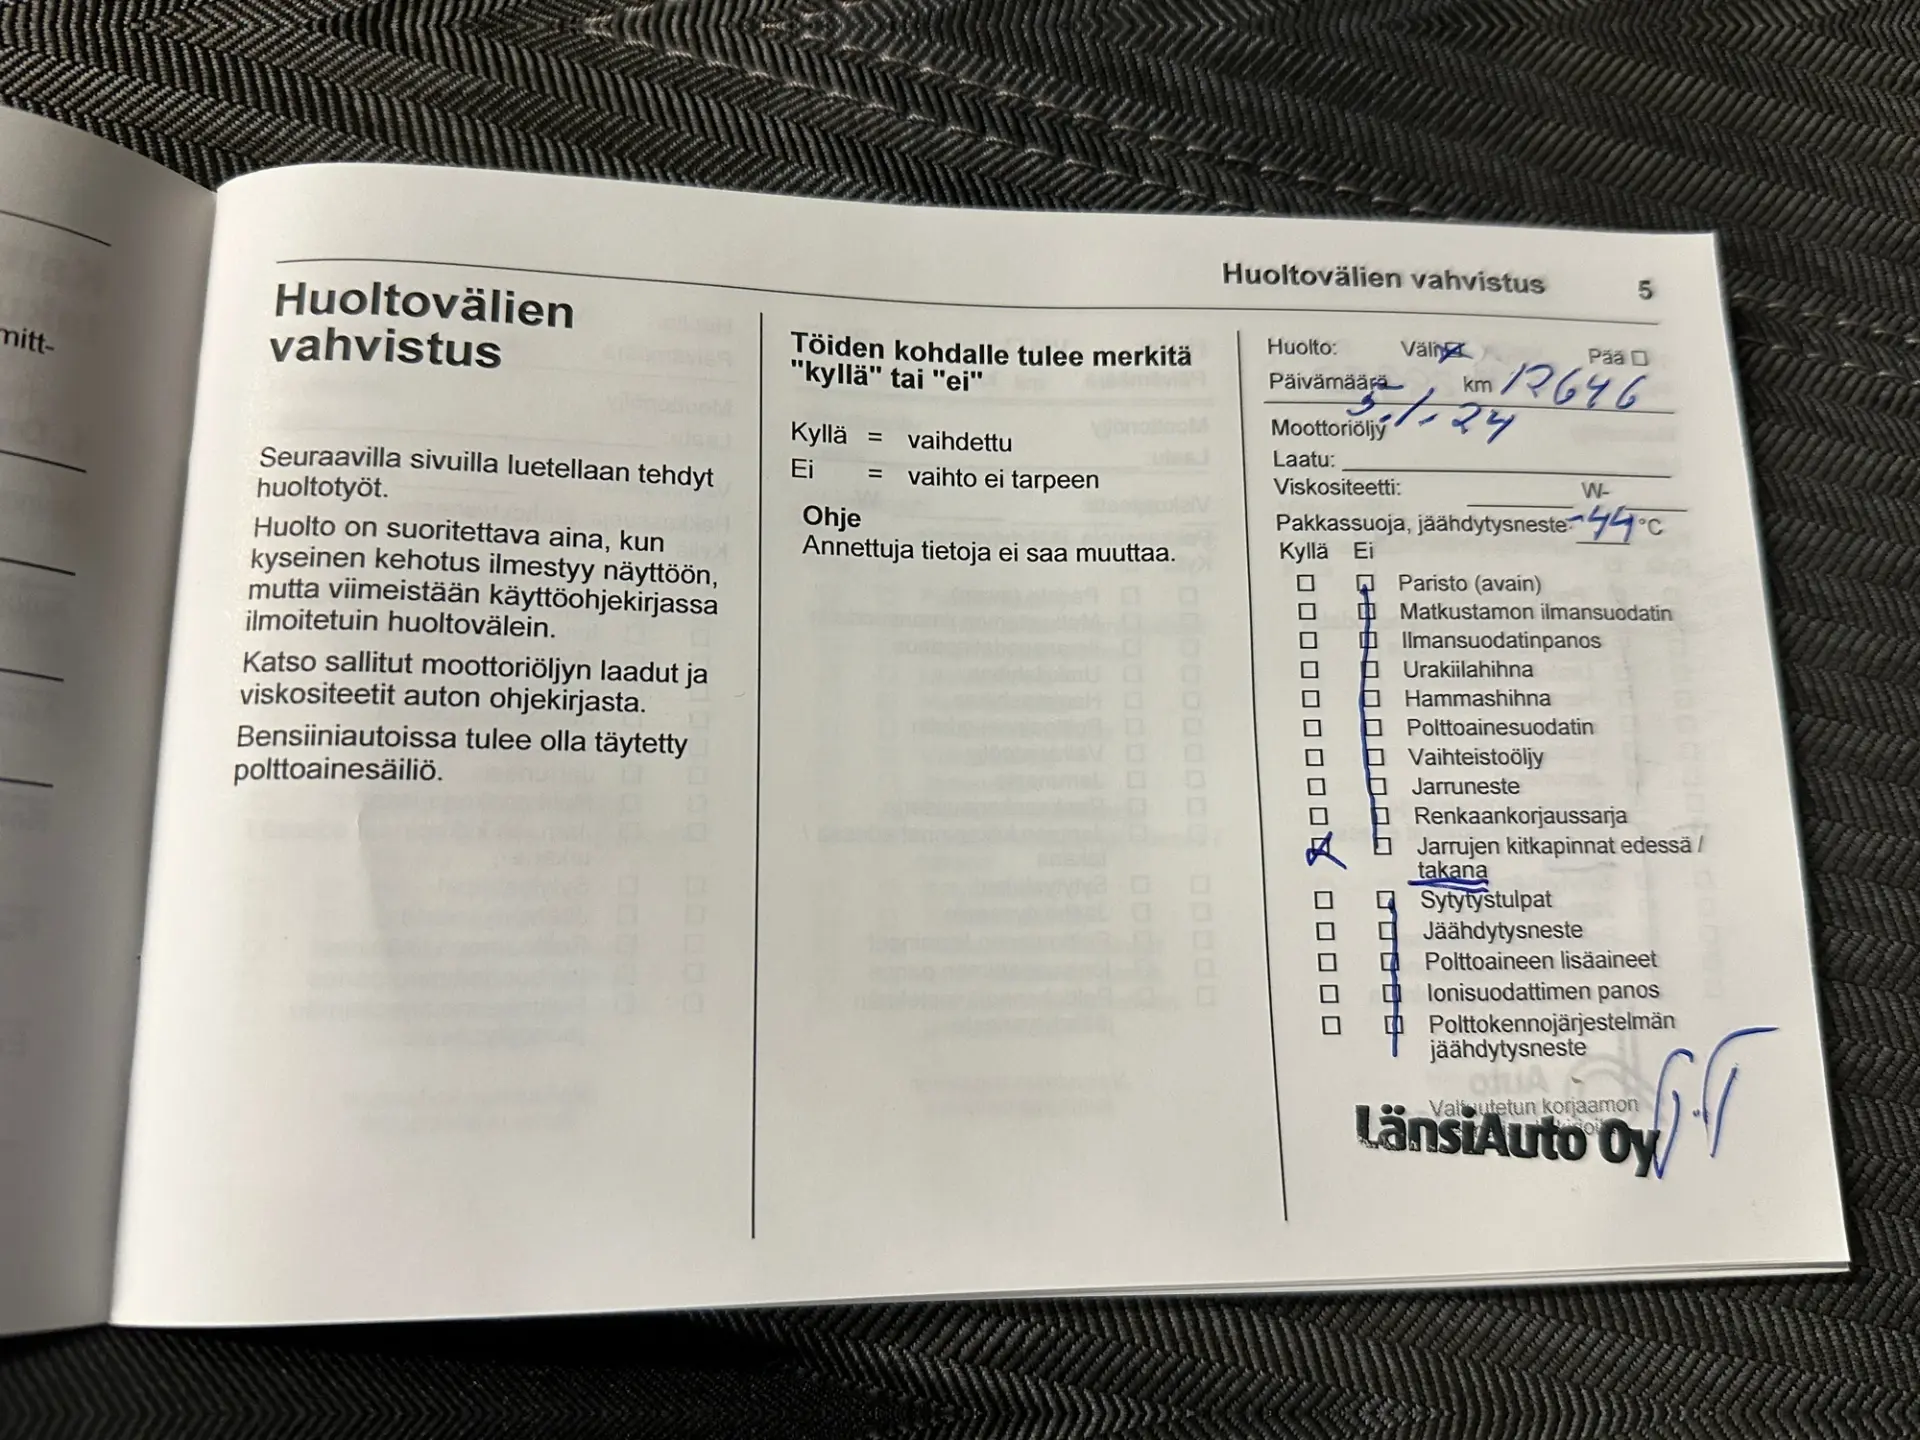 mitt-
Huoltovälien vahvistus 5
Huoltovälien
vahvistus
Seuraavilla sivuilla luetellaan tehdyt
huoltotyöt.
Huolto on suoritettava aina, kun
kyseinen kehotus ilmestyy näyttöön,
mutta viimeistään käyttöohjekirjassa
ilmoitetuin huoltovälein.
Katso sallitut moottoriöljyn laadut ja
viskositeetit auton ohjekirjasta.
Bensiiniautoissa tulee olla täytetty
polttoainesäiliö.
Töiden kohdalle tulee merkitä
"kyllä" tai "ei"
Kyllä = vaihdettu
Ei = vaihto ei tarpeen
Ohje
Annettuja tietoja ei saa muuttaa.
Huolto: Väli Pää
Päivämäärä km 12646
3.1.24
Moottoriöljy
Laatu:
Viskositeetti: W-
Pakkassuoja, jäähdytysneste: -44 °C
Kyllä Ei
Paristo (avain)
Matkustamon ilmansuodatin
Ilmansuodatinpanos
Urakiilahihna
Hammashihna
Polttoainesuodatin
Vaihteistoöljy
Jarruneste
Renkaankorjaussarja
Jarrujen kitkapinnat edessä /
takana
Sytytystulpat
Jäähdytysneste
Polttoaineen lisäaineet
Ionisuodattimen panos
Polttokennojärjestelmän
jäähdytysneste
Valtuutetun korjaamon
LänsiAuto Oy